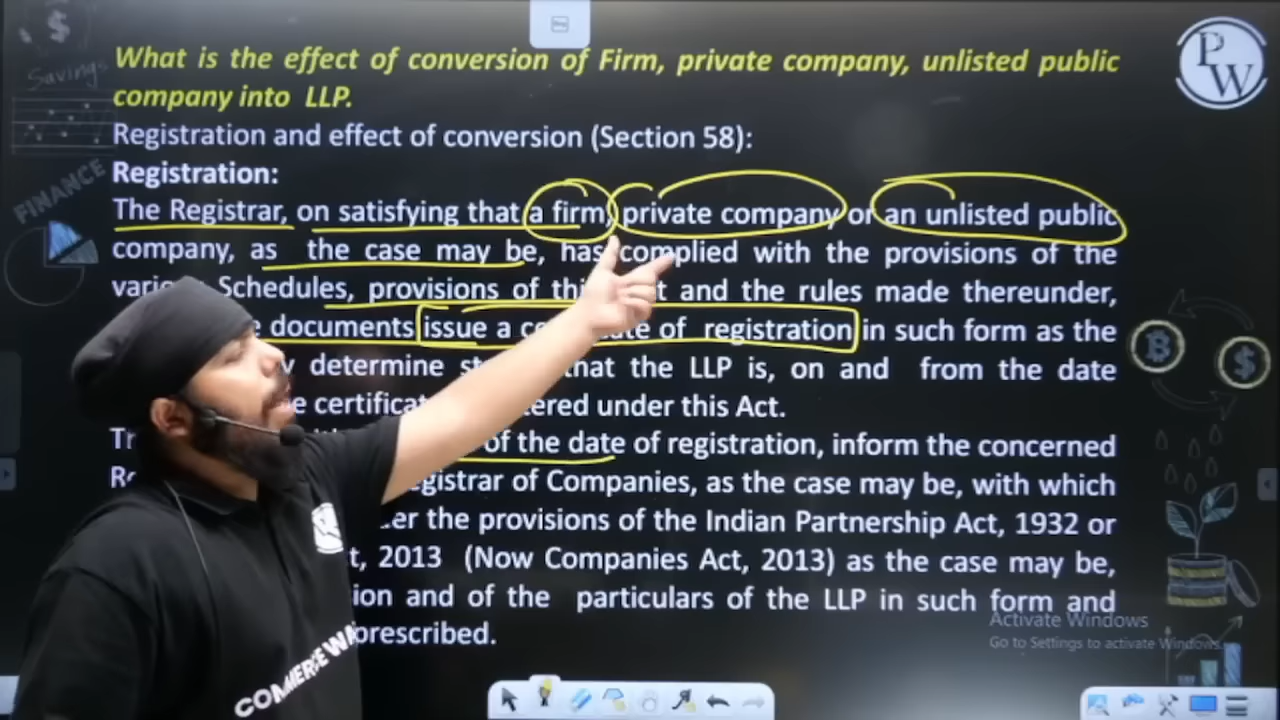 What is the effect of conversion of Firm, private company, unlisted public
company into LLP.
Registration and effect of conversion (Section 58):
Registration:
The Registrar, on satisfying that a firm, private company or an unlisted public
company, as the case may be, has complied with the provisions of the
Schedules, provisions of and the rules made thereunder,
documents issue a of registration in such form as the
determine that the LLP is, on and from the date
under this Act.
of the date of registration, inform the concerned
of Companies, as the case may be, with which
the provisions of the Indian Partnership Act, 1932 or
2013 (Now Companies Act, 2013) as the case may be,
and of the particulars of the LLP in such form and
prescribed.
Savings
FINANCE
PW
COMMERCE WA
Activate Windows
Go to Settings to activate Windows.